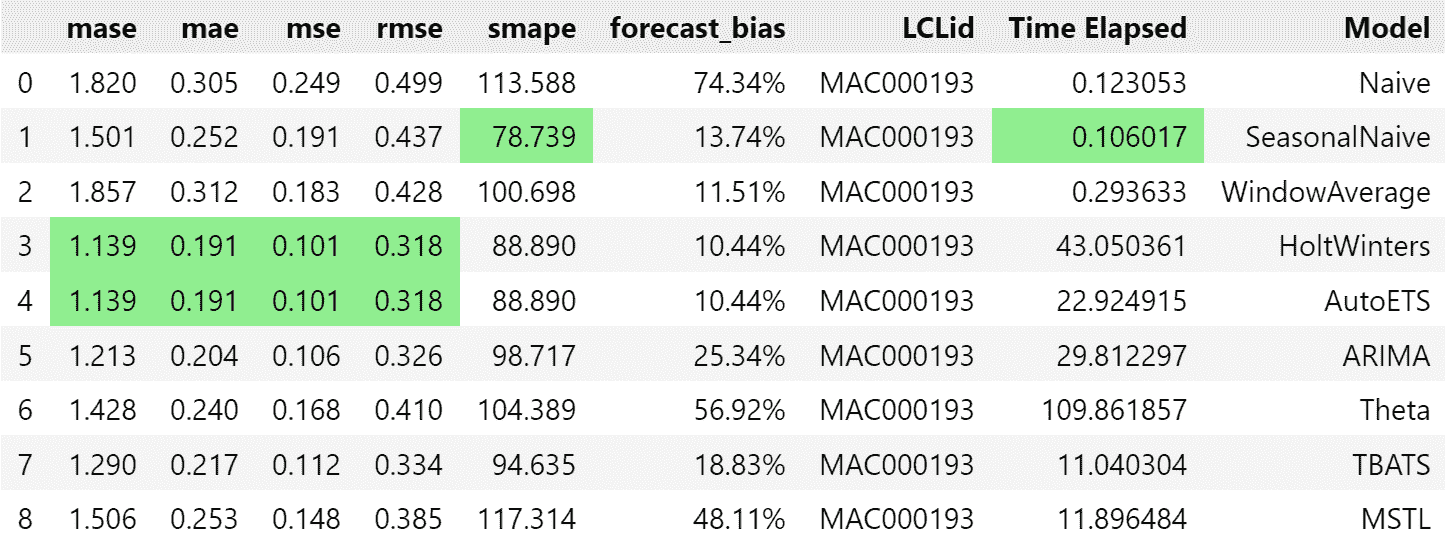 mase mae mse rmse smape forecast_bias LCLid Time Elapsed Model
0 1.820 0.305 0.249 0.499 113.588 74.34% MAC000193 0.123053 Naive
1 1.501 0.252 0.191 0.437 78.739 13.74% MAC000193 0.106017 SeasonalNaive
2 1.857 0.312 0.183 0.428 100.698 11.51% MAC000193 0.293633 WindowAverage
3 1.139 0.191 0.101 0.318 88.890 10.44% MAC000193 43.050361 HoltWinters
4 1.139 0.191 0.101 0.318 88.890 10.44% MAC000193 22.924915 AutoETS
5 1.213 0.204 0.106 0.326 98.717 25.34% MAC000193 29.812297 ARIMA
6 1.428 0.240 0.168 0.410 104.389 56.92% MAC000193 109.861857 Theta
7 1.290 0.217 0.112 0.334 94.635 18.83% MAC000193 11.040304 TBATS
8 1.506 0.253 0.148 0.385 117.314 48.11% MAC000193 11.896484 MSTL